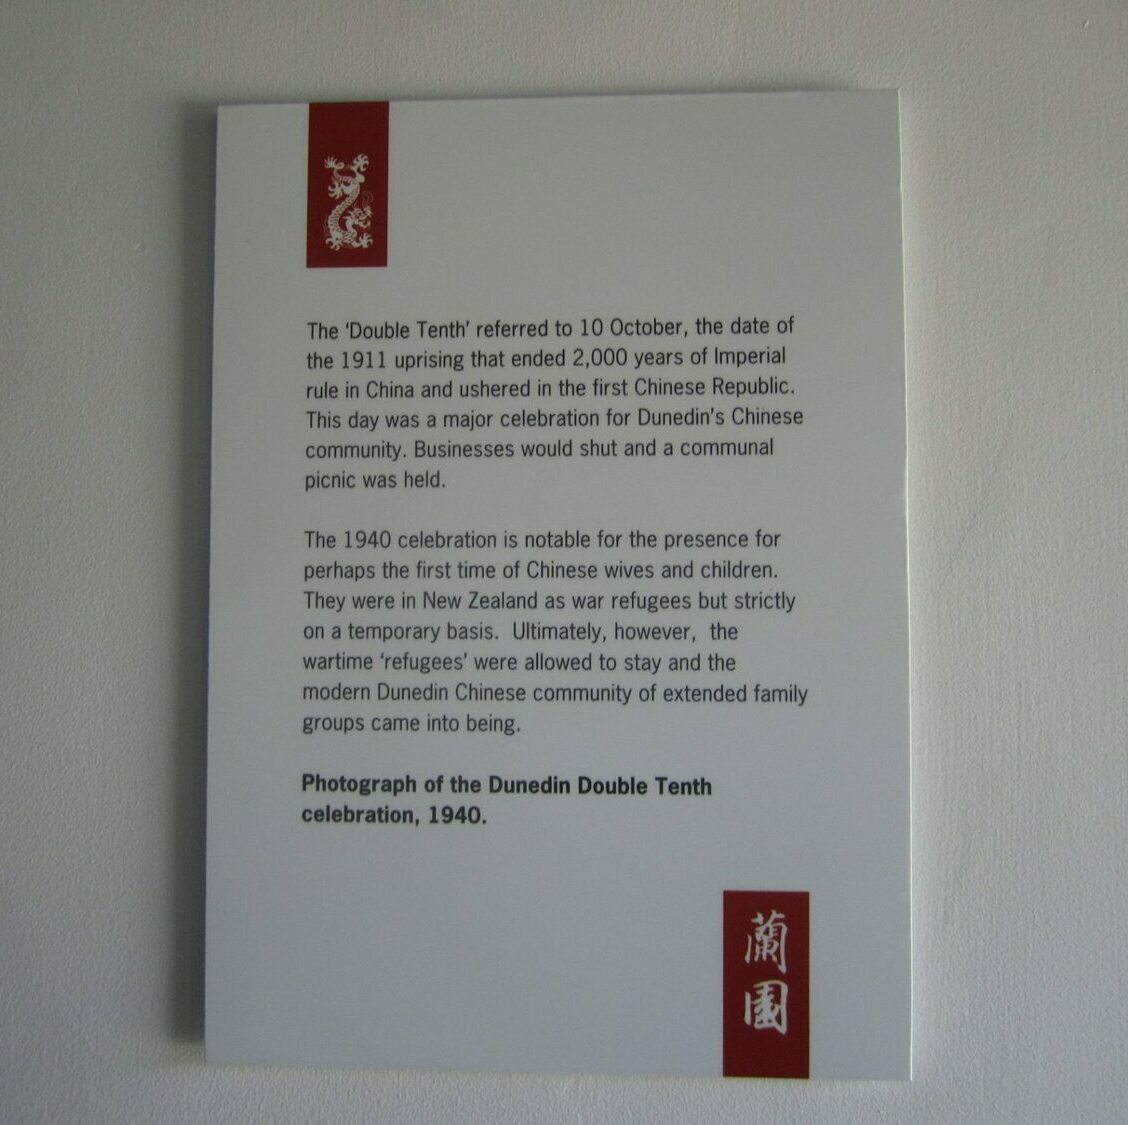 The ‘Double Tenth’ referred to 10 October, the date of
the 1911 uprising that ended 2,000 years of Imperial
rule in China and ushered in the first Chinese Republic.
This day was a major celebration for Dunedin’s Chinese
community. Businesses would shut and a communal
picnic was held.
The 1940 celebration is notable for the presence for
perhaps the first time of Chinese wives and children.
They were in New Zealand as war refugees but strictly
on a temporary basis.  Ultimately, however,  the
wartime ‘refugees’ were allowed to stay and the
modern Dunedin Chinese community of extended family
groups came into being.
Photograph of the Dunedin Double Tenth
celebration, 1940.
蘭園